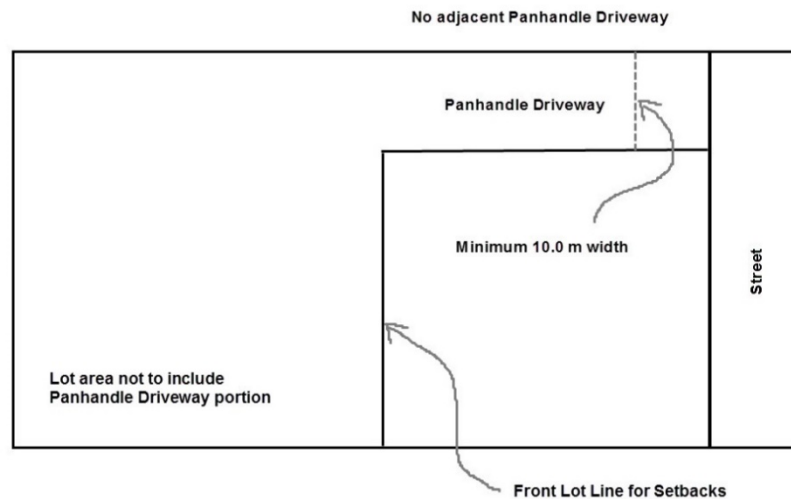 No adjacent Panhandle Driveway
Panhandle Driveway
Minimum 10.0 m width
Street
Lot area not to include
Panhandle Driveway portion
Front Lot Line for Setbacks